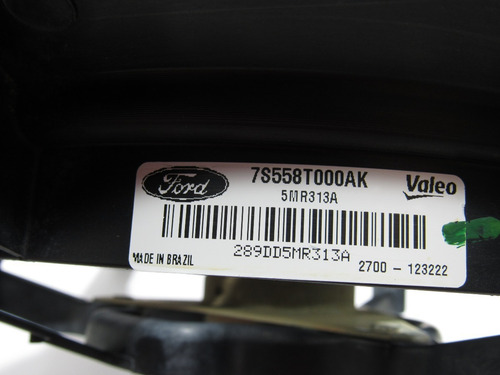 Ford
7S558T000AK
Valeo
5MR313A
289DD5MR313A
MADE IN BRAZIL
2700 - 123222